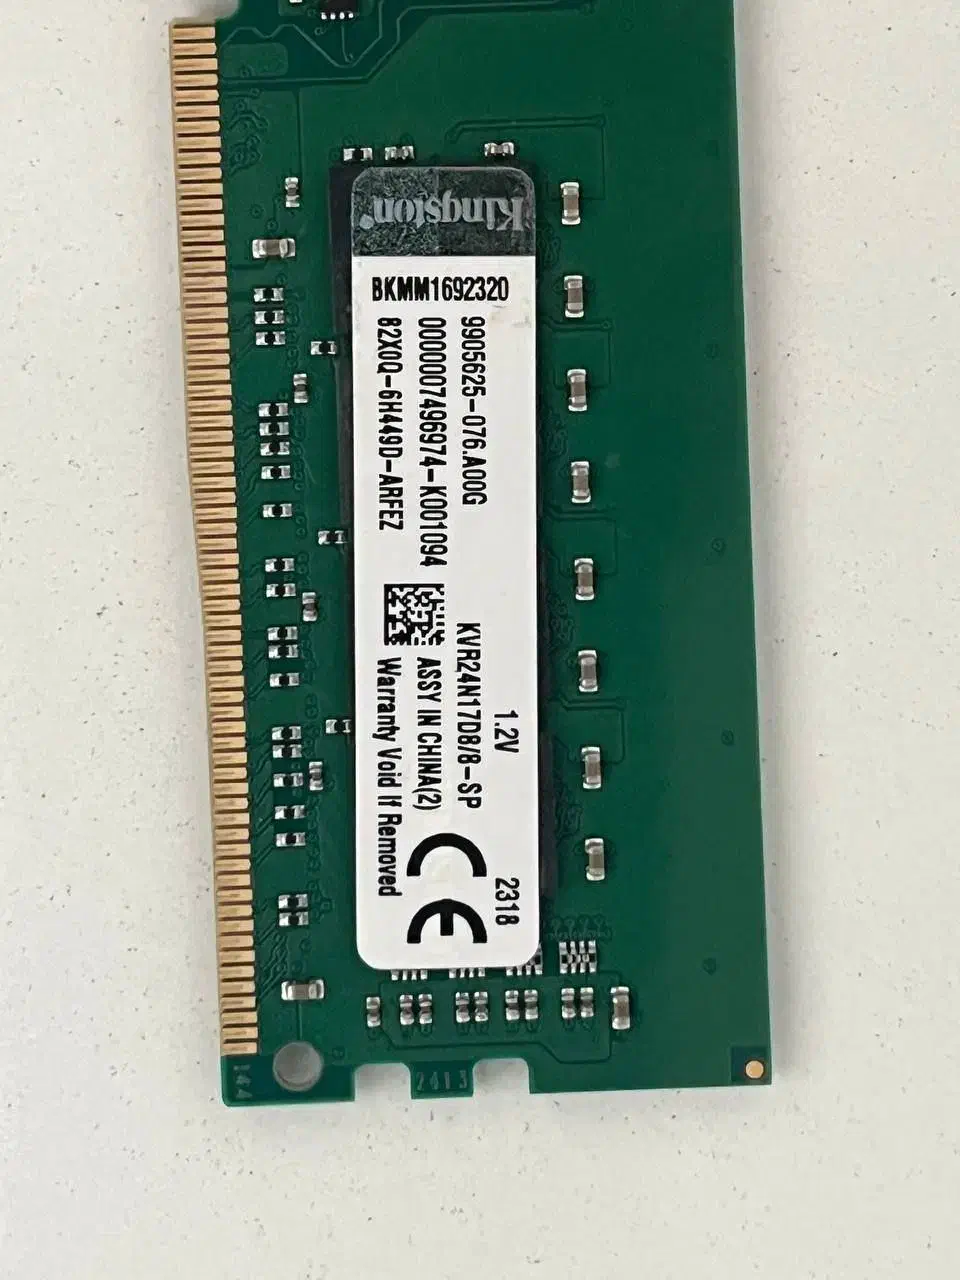 Kingston
BKMM1692320
9905625-076.A00G
0000007496974-K001094
82X0Q-6H449D-ARFEZ
1.2V
2318
KVR24N17D8/8-SP
ASSY IN CHINA(2)
Warranty Void If Removed
CE
144
2413